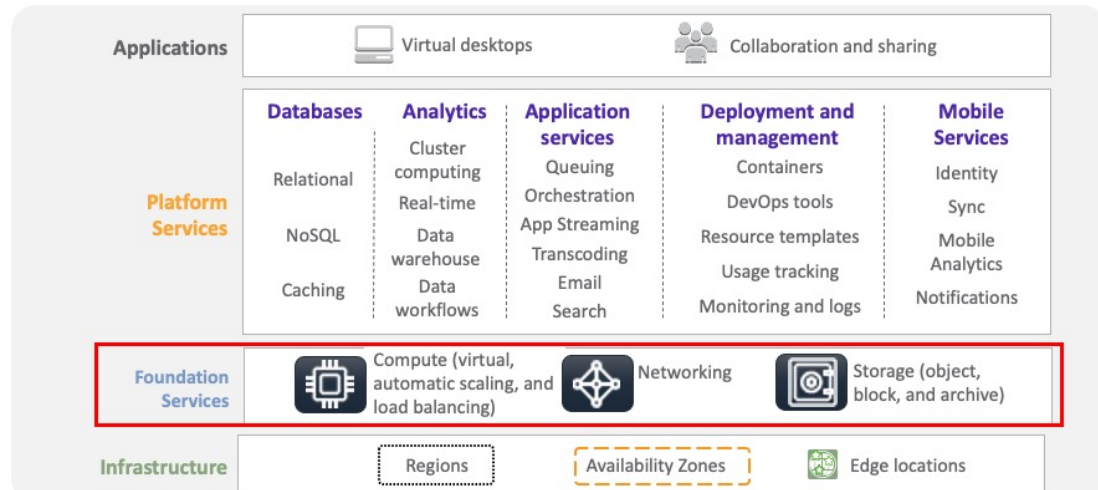 Applications
Virtual desktops
Collaboration and sharing
Platform
Services
Databases
Relational
NoSQL
Caching
Analytics
Cluster
computing
Real-time
Data
warehouse
Data
workflows
Application
services
Queuing
Orchestration
App Streaming
Transcoding
Email
Search
Deployment and
management
Containers
DevOps tools
Resource templates
Usage tracking
Monitoring and logs
Mobile
Services
Identity
Sync
Mobile
Analytics
Notifications
Foundation
Services
Compute (virtual,
automatic scaling, and
load balancing)
Networking
Storage (object,
block, and archive)
Infrastructure
Regions
Availability Zones
Edge locations